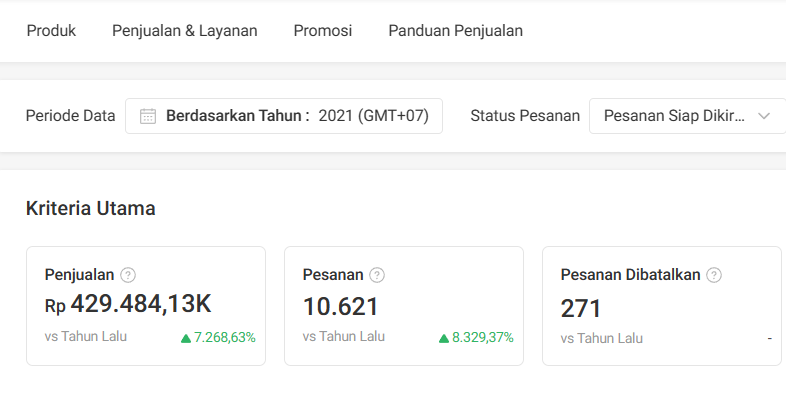 Produk Penjualan & Layanan Promosi Panduan Penjualan
Periode Data Berdasarkan Tahun : 2021 (GMT+07) Status Pesanan Pesanan Siap Dikir...
Kriteria Utama
Penjualan ? Pesanan ? Pesanan Dibatalkan ?
Rp 429.484,13K 10.621 271
vs Tahun Lalu ▲ 7.268,63% vs Tahun Lalu ▲ 8.329,37% vs Tahun Lalu -